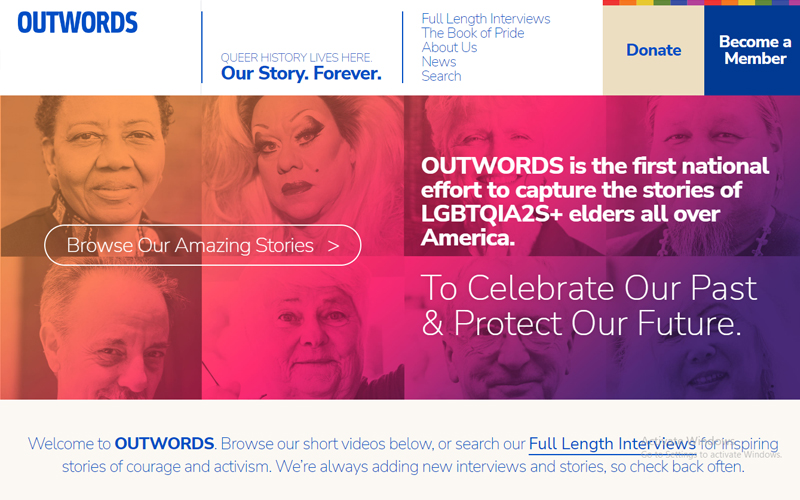 OUTWORDS
QUEER HISTORY LIVES HERE.
Our Story. Forever.
Full Length Interviews
The Book of Pride
About Us
News
Search
Donate
Become a
Member
OUTWORDS is the first national
effort to capture the stories of
LGBTQIA2S+ elders all over
America.
Browse Our Amazing Stories >
To Celebrate Our Past
& Protect Our Future.
Welcome to OUTWORDS. Browse our short videos below, or search our Full Length Interviews for inspiring
stories of courage and activism. We're always adding new interviews and stories, so check back often.
Activate Windows
Go to Settings to activate Windows.